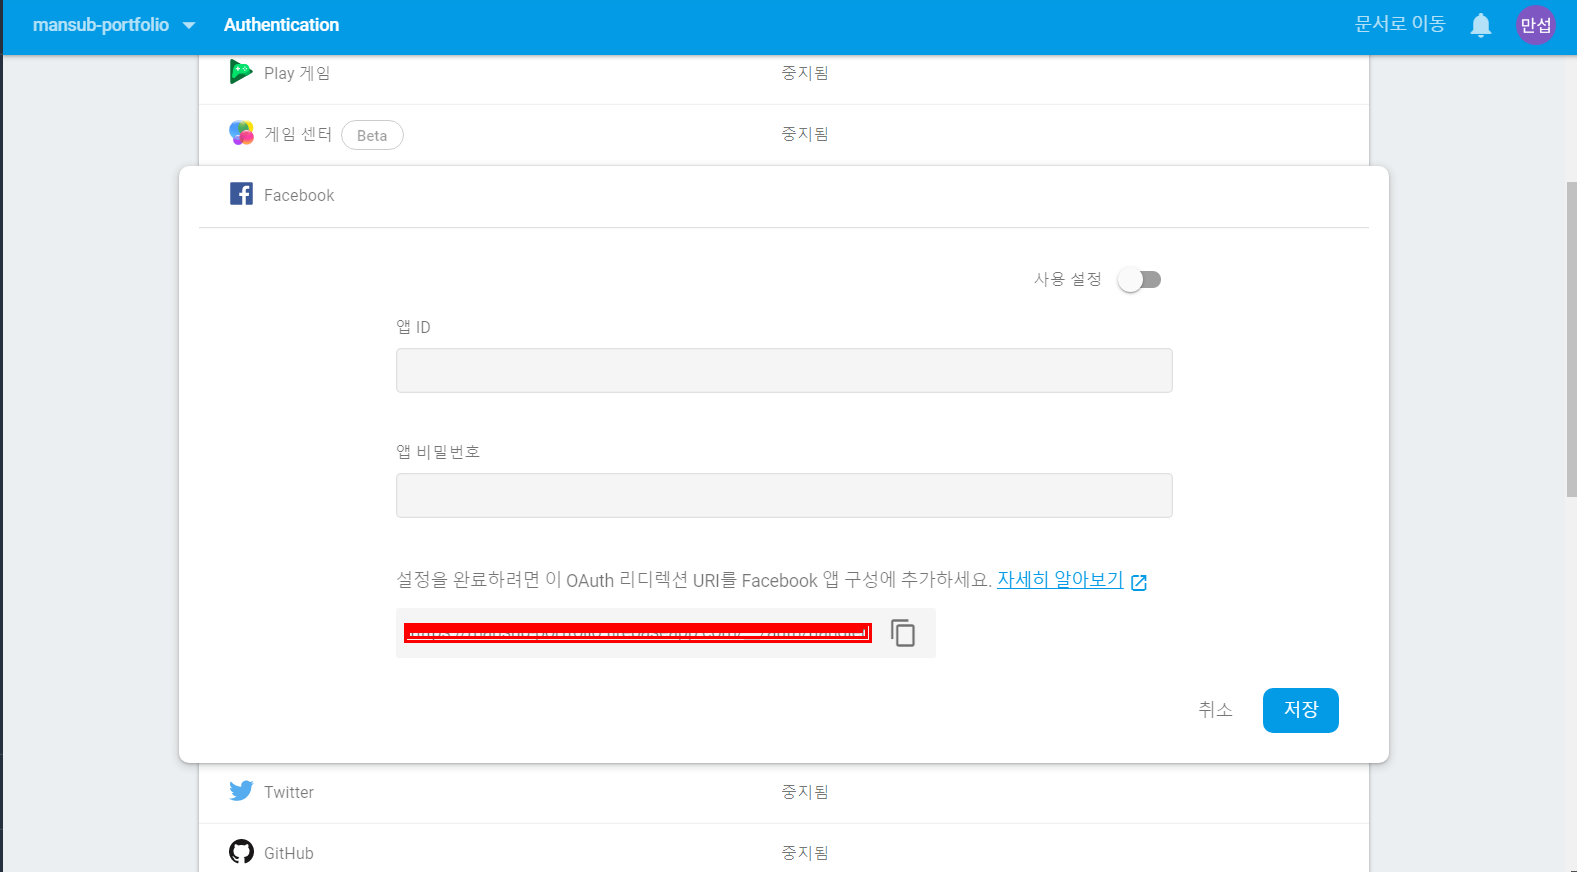 mansub-portfolio Authentication 문서로 이동 만섭
Play 게임 중지됨
게임 센터 Beta 중지됨
Facebook
사용 설정
앱 ID
앱 비밀번호
설정을 완료하려면 이 OAuth 리디렉션 URI를 Facebook 앱 구성에 추가하세요. 자세히 알아보기
취소 저장
Twitter 중지됨
GitHub 중지됨